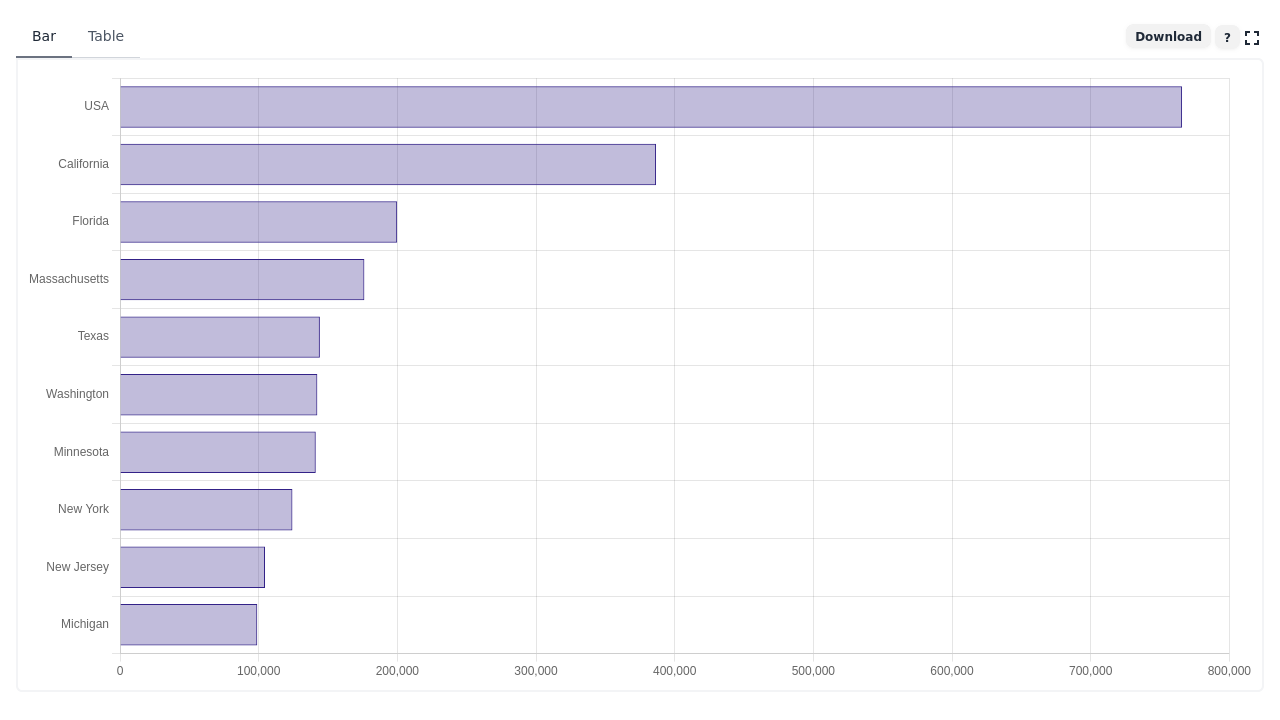 Bar
Table
Download
?
USA
California
Florida
Massachusetts
Texas
Washington
Minnesota
New York
New Jersey
Michigan
0
100,000
200,000
300,000
400,000
500,000
600,000
700,000
800,000